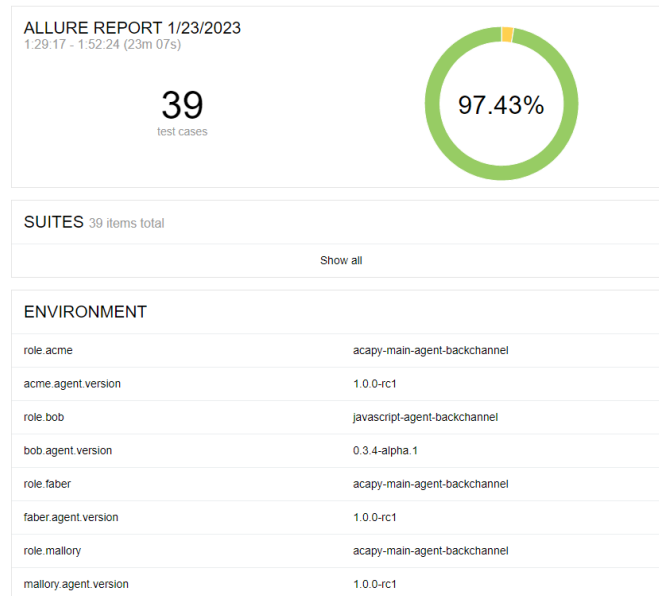 ALLURE REPORT 1/23/2023
1:29:17 - 1:52:24 (23m 07s)
39
test cases
97.43%
SUITES 39 items total
Show all
ENVIRONMENT
role.acme acapy-main-agent-backchannel
acme.agent.version 1.0.0-rc1
role.bob javascript-agent-backchannel
bob.agent.version 0.3.4-alpha.1
role.faber acapy-main-agent-backchannel
faber.agent.version 1.0.0-rc1
role.mallory acapy-main-agent-backchannel
mallory.agent.version 1.0.0-rc1